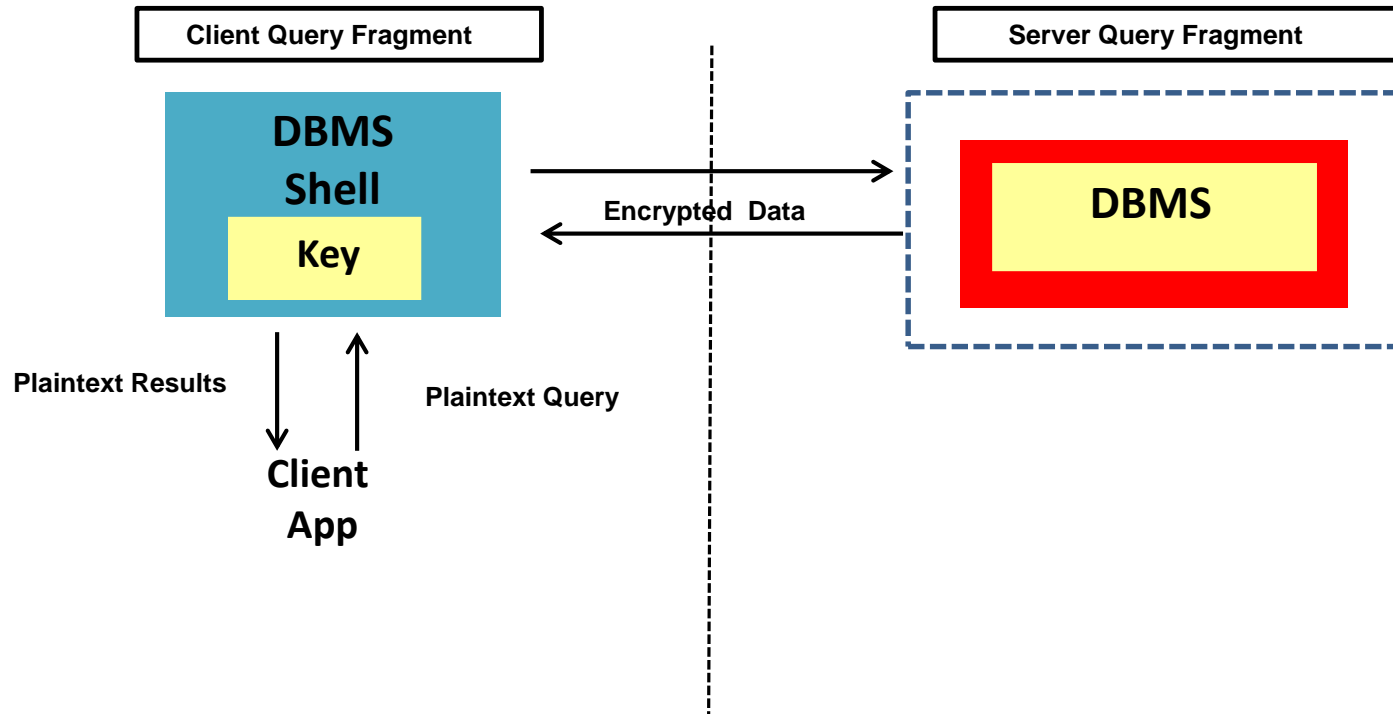 Client Query Fragment
Server Query Fragment
DBMS
Shell
Key
Encrypted Data
DBMS
Plaintext Results
Plaintext Query
Client
App